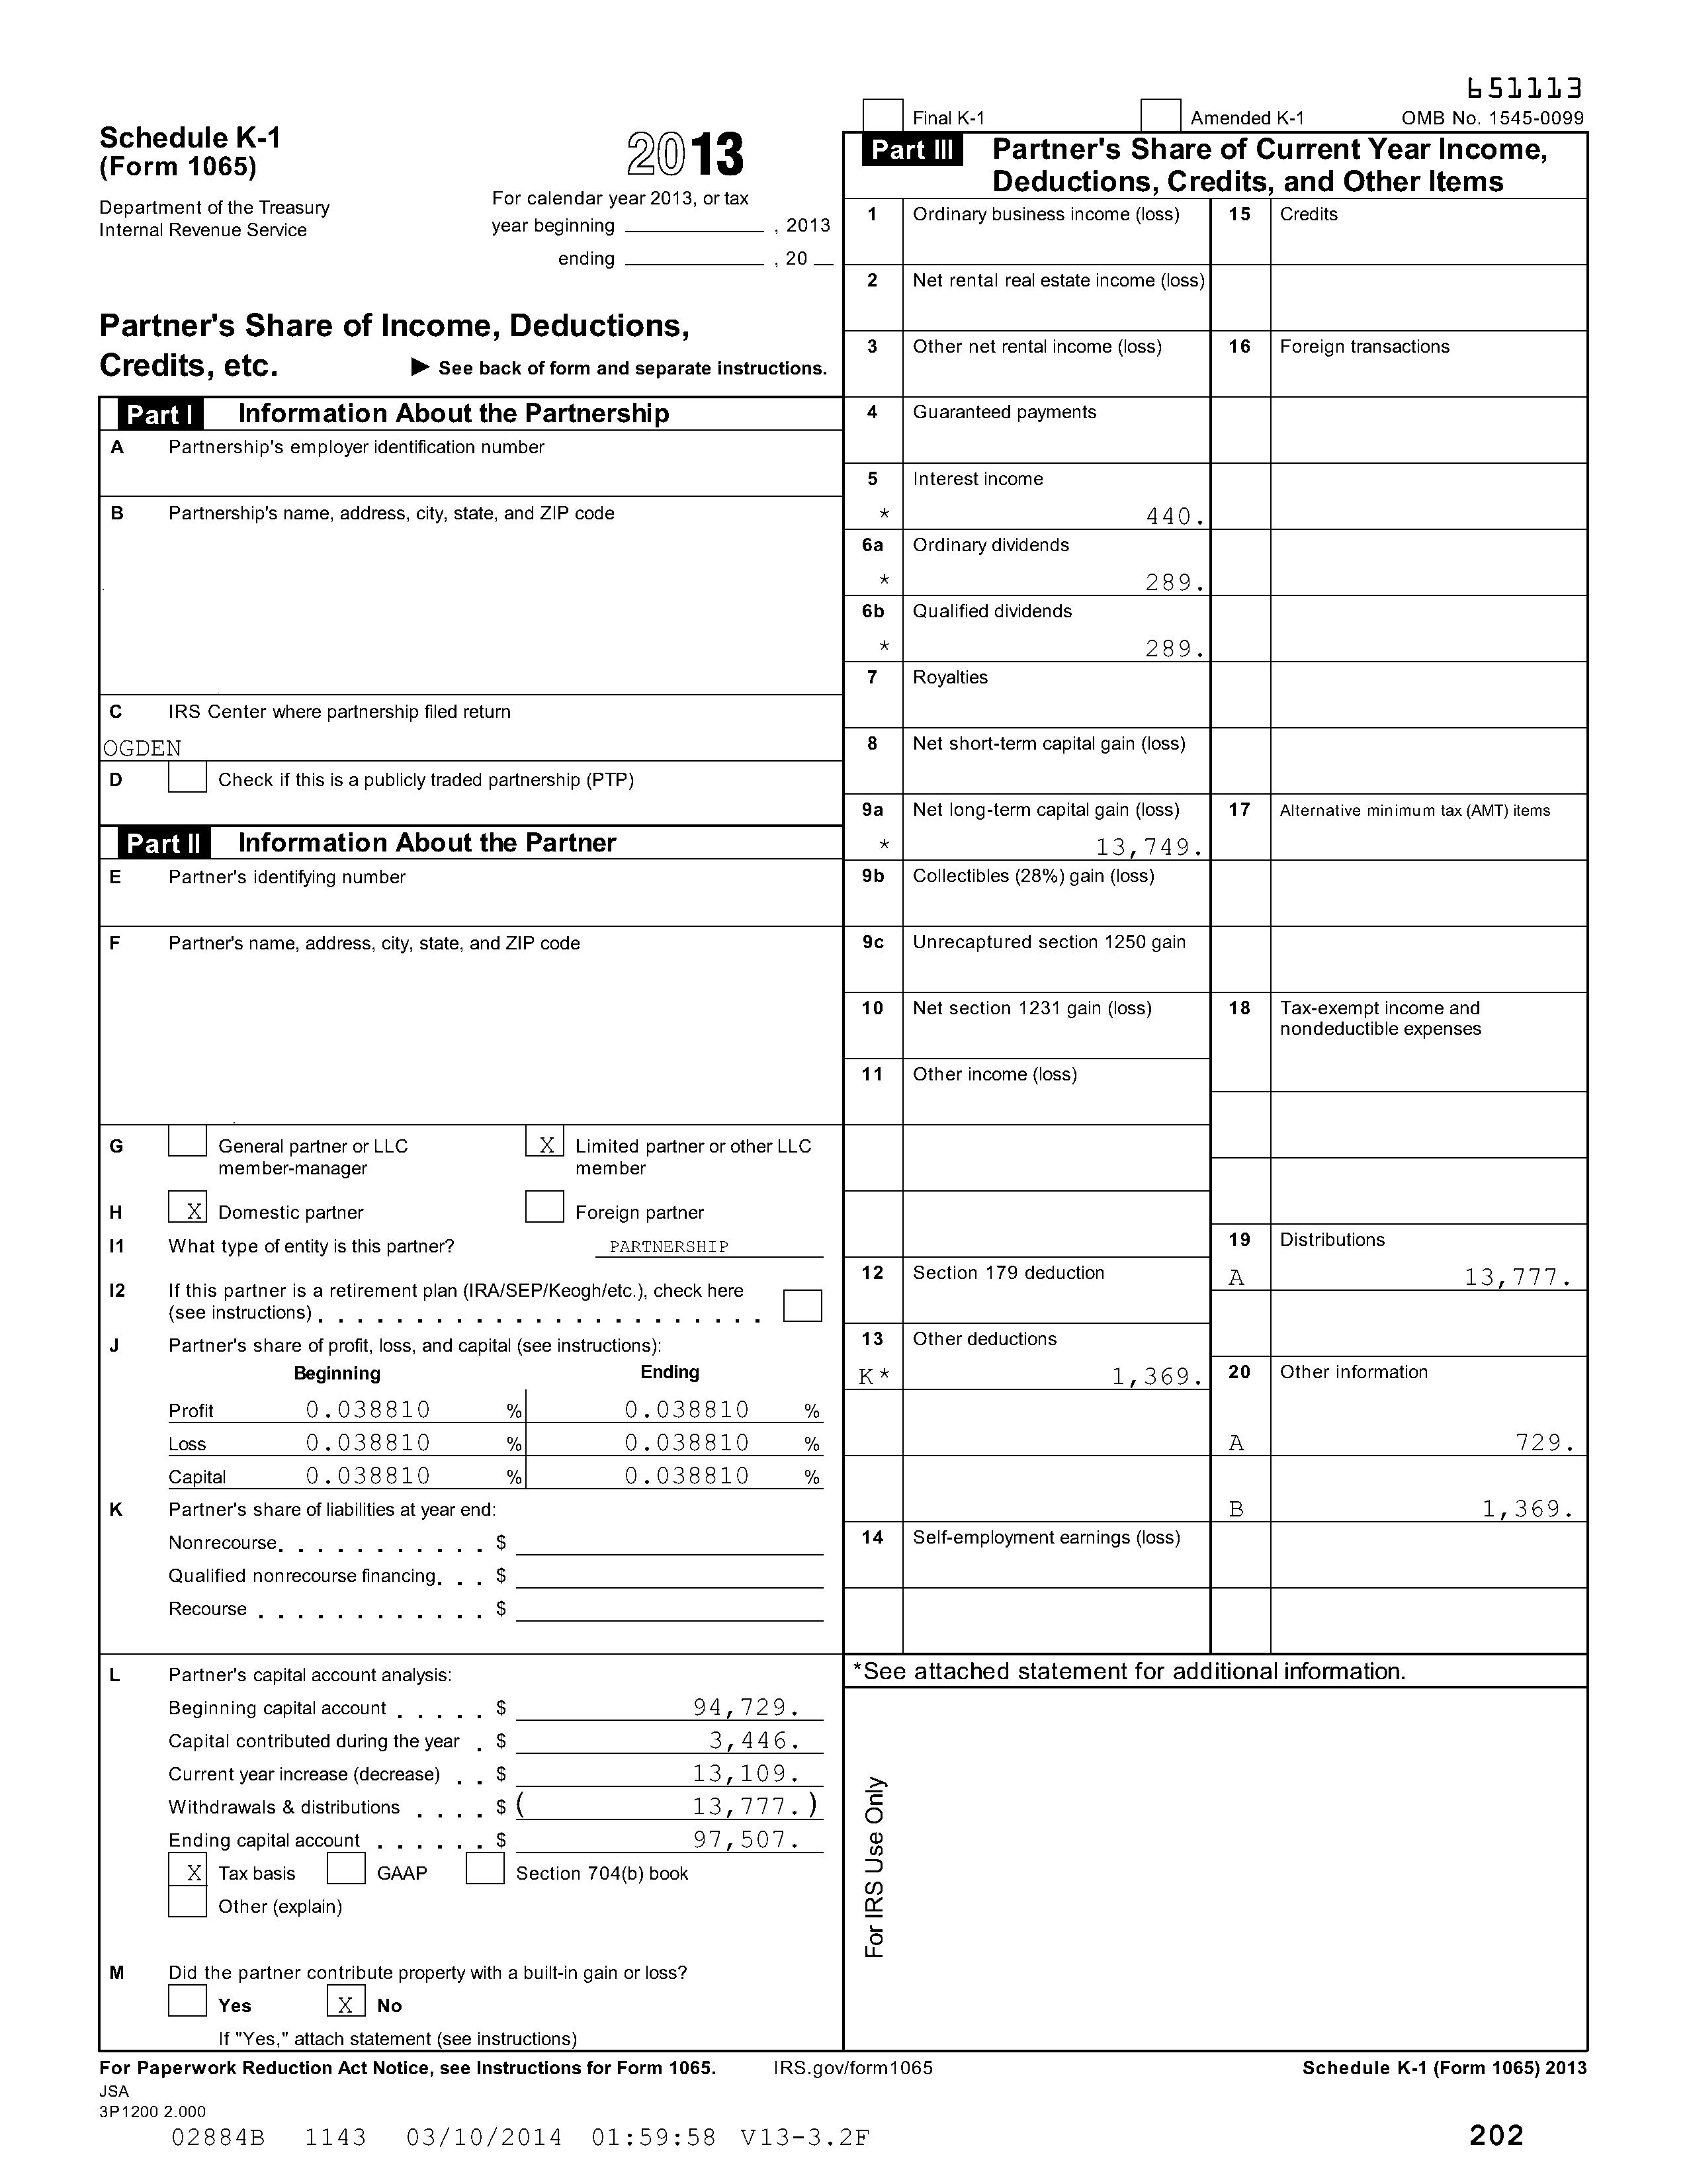 651113
Final K-1 Amended K-1 OMB No. 1545-0099
Schedule K-1
(Form 1065)
2013
Department of the Treasury
Internal Revenue Service
For calendar year 2013, or tax
year beginning , 2013
ending , 20
Partner's Share of Income, Deductions,
Credits, etc. ▶ See back of form and separate instructions.
Part I Information About the Partnership
A Partnership's employer identification number
B Partnership's name, address, city, state, and ZIP code
C IRS Center where partnership filed return
OGDEN
D Check if this is a publicly traded partnership (PTP)
Part II Information About the Partner
E Partner's identifying number
F Partner's name, address, city, state, and ZIP code
G General partner or LLC
member-manager
X Limited partner or other LLC
member
H X Domestic partner Foreign partner
I1 What type of entity is this partner? PARTNERSHIP
I2 If this partner is a retirement plan (IRA/SEP/Keogh/etc.), check here
(see instructions) . . . . . . . . . . . . . . . . . . . . . . .
J Partner's share of profit, loss, and capital (see instructions):
Beginning Ending
Profit 0.038810 % 0.038810 %
Loss 0.038810 % 0.038810 %
Capital 0.038810 % 0.038810 %
K Partner's share of liabilities at year end:
Nonrecourse. . . . . . . . . . . $
Qualified nonrecourse financing. . . $
Recourse . . . . . . . . . . . . $
L Partner's capital account analysis:
Beginning capital account . . . . . $ 94,729.
Capital contributed during the year . $ 3,446.
Current year increase (decrease) . . $ 13,109.
Withdrawals & distributions . . . . $ ( 13,777. )
Ending capital account . . . . . . $ 97,507.
X Tax basis GAAP Section 704(b) book
Other (explain)
M Did the partner contribute property with a built-in gain or loss?
Yes X No
If "Yes," attach statement (see instructions)
Part III Partner's Share of Current Year Income,
Deductions, Credits, and Other Items
1 Ordinary business income (loss)
2 Net rental real estate income (loss)
3 Other net rental income (loss)
4 Guaranteed payments
5 Interest income
* 440.
6a Ordinary dividends
* 289.
6b Qualified dividends
* 289.
7 Royalties
8 Net short-term capital gain (loss)
9a Net long-term capital gain (loss)
* 13,749.
9b Collectibles (28%) gain (loss)
9c Unrecaptured section 1250 gain
10 Net section 1231 gain (loss)
11 Other income (loss)
12 Section 179 deduction
13 Other deductions
K* 1,369.
14 Self-employment earnings (loss)
15 Credits
16 Foreign transactions
17 Alternative minimum tax (AMT) items
18 Tax-exempt income and
nondeductible expenses
19 Distributions
A 13,777.
20 Other information
A 729.
B 1,369.
*See attached statement for additional information.
For IRS Use Only
For Paperwork Reduction Act Notice, see Instructions for Form 1065. IRS.gov/form1065 Schedule K-1 (Form 1065) 2013
JSA
3P1200 2.000
02884B 1143 03/10/2014 01:59:58 V13-3.2F 202